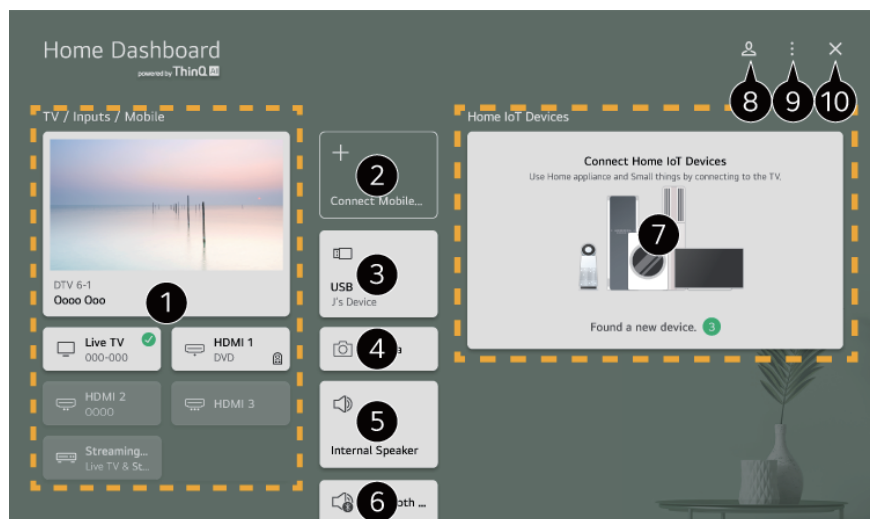 Home Dashboard
powered by ThinQ AI
8
9
10
TV / Inputs / Mobile
DTV 6-1
Oooo Ooo
1
Live TV
000-000
HDMI 1
DVD
HDMI 2
0000
HDMI 3
Streaming...
Live TV & St...
2
Connect Mobile...
3
USB
J's Device
4
5
Internal Speaker
6
Home IoT Devices
Connect Home IoT Devices
Use Home appliance and Small things by connecting to the TV.
7
Found a new device. 3